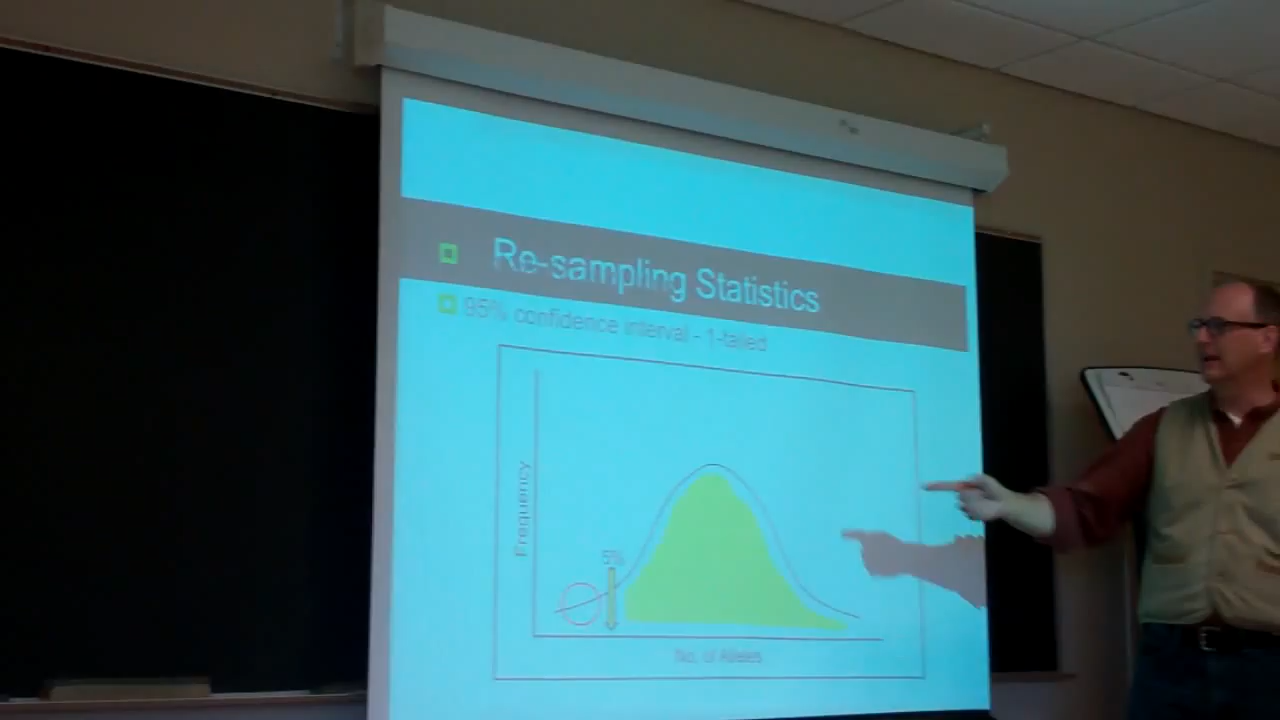 Re-sampling Statistics
95% confidence interval - 1-tailed
Frequency
5%
No. of Alleles